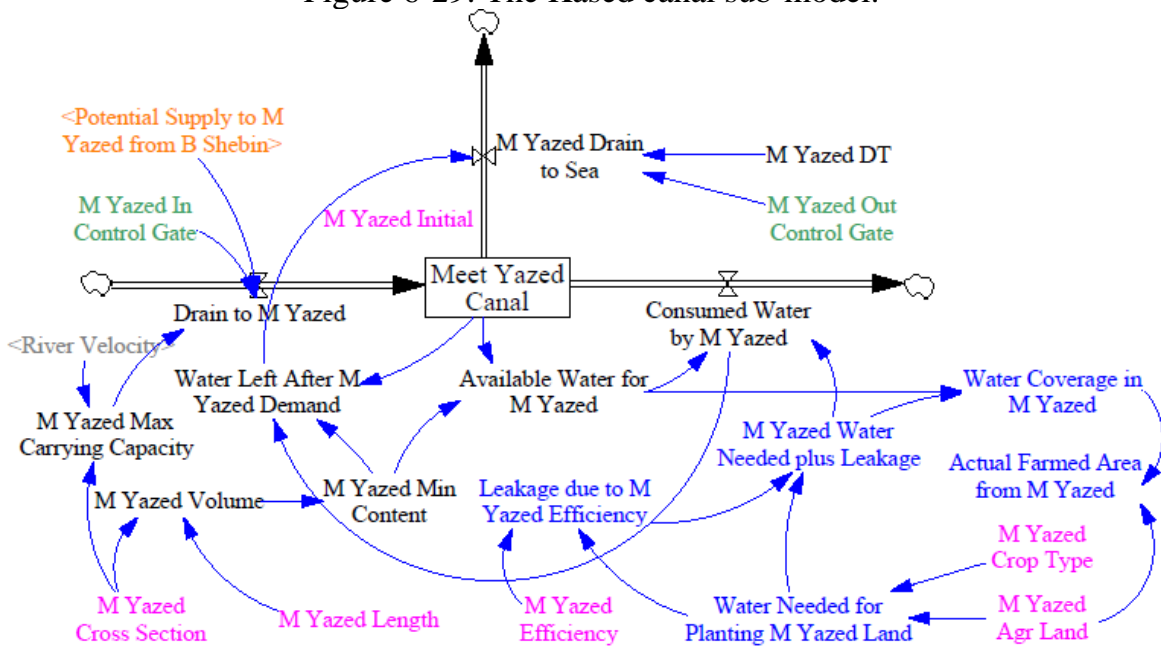 Figure 6-29: The Kased canal sub-model.
<Potential Supply to M
Yazed from B Shebin>
M Yazed Drain
to Sea
M Yazed DT
M Yazed In
Control Gate
M Yazed Initial
M Yazed Out
Control Gate
Meet Yazed
Canal
Drain to M Yazed
Consumed Water
by M Yazed
<River Velocity>
Water Left After M
Yazed Demand
Available Water for
M Yazed
Water Coverage in
M Yazed
M Yazed Max
Carrying Capacity
M Yazed Water
Needed plus Leakage
Actual Farmed Area
from M Yazed
M Yazed Volume
M Yazed Min
Content
Leakage due to M
Yazed Efficiency
M Yazed
Crop Type
M Yazed
Cross Section
M Yazed Length
M Yazed
Efficiency
Water Needed for
Planting M Yazed Land
M Yazed
Agr Land